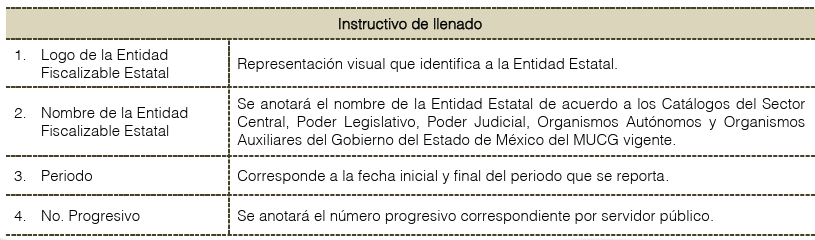 Instructivo de llenado
1. Logo de la Entidad
Fiscalizable Estatal
Representación visual que identifica a la Entidad Estatal.
2. Nombre de la Entidad
Fiscalizable Estatal
Se anotará el nombre de la Entidad Estatal de acuerdo a los Catálogos del Sector
Central, Poder Legislativo, Poder Judicial, Organismos Autónomos y Organismos
Auxiliares del Gobierno del Estado de México del MUCG vigente.
3. Periodo
Corresponde a la fecha inicial y final del periodo que se reporta.
4. No. Progresivo
Se anotará el número progresivo correspondiente por servidor público.